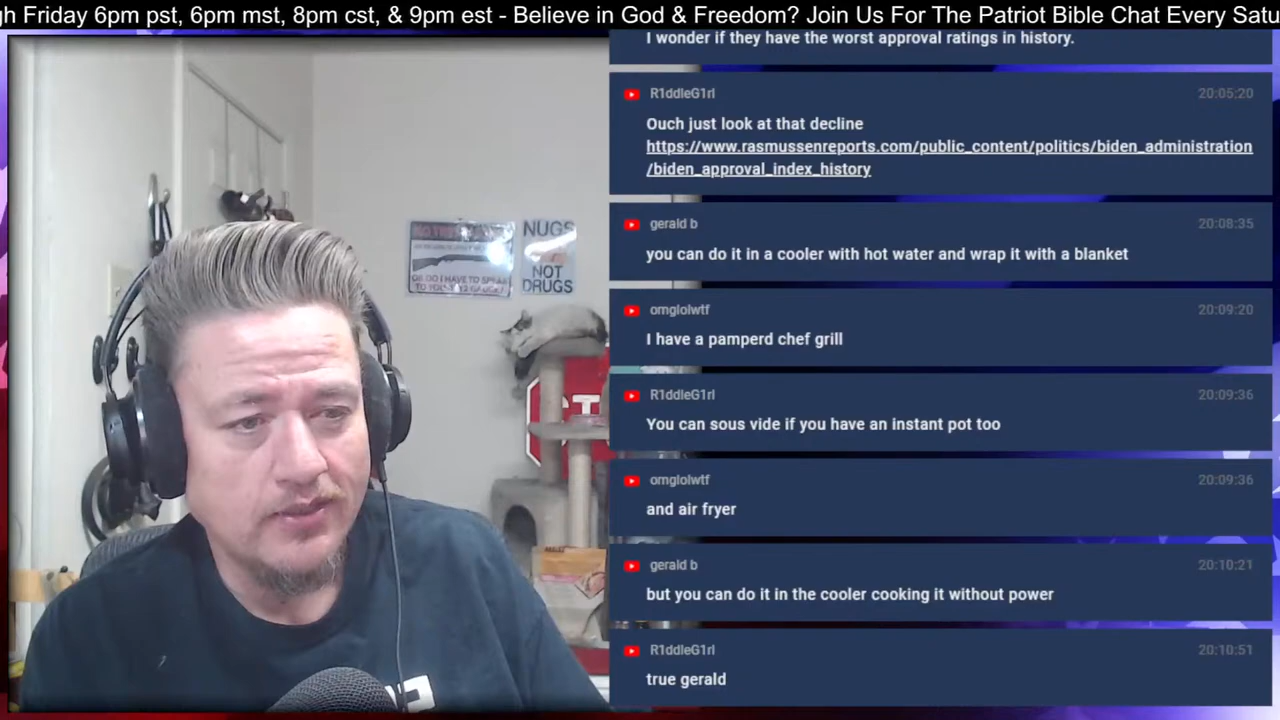 gh Friday 6pm pst, 6pm mst, 8pm cst, & 9pm est - Believe in God & Freedom? Join Us For The Patriot Bible Chat Every Satu
I wonder if they have the worst approval ratings in history.
R1ddleG1rl 20:05:20
Ouch just look at that decline
https://www.rasmussenreports.com/public_content/politics/biden_administration
/biden_approval_index_history
gerald b 20:08:35
you can do it in a cooler with hot water and wrap it with a blanket
omglolwtf 20:09:20
I have a pamperd chef grill
R1ddleG1rl 20:09:36
You can sous vide if you have an instant pot too
omglolwtf 20:09:36
and air fryer
gerald b 20:10:21
but you can do it in the cooler cooking it without power
R1ddleG1rl 20:10:51
true gerald
NUGS
NOT
DRUGS
OR DO I HAVE TO SPEAK